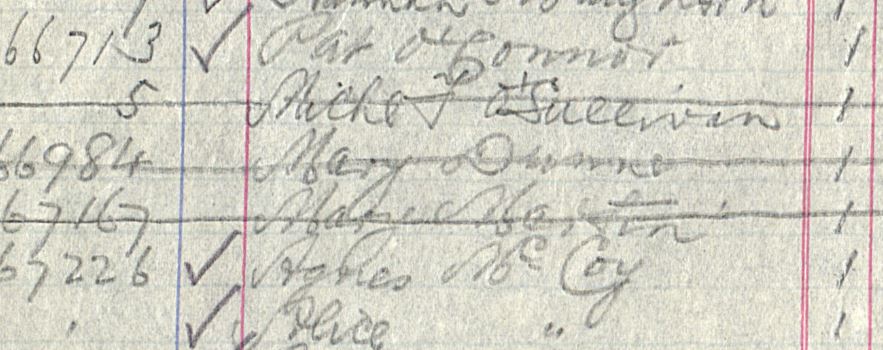 66713 ✓ Pat O'Connor 1
5 Michl O'Sullivan 1
66984 Mary Dunne 1
67167 Mary Martin 1
67226 ✓ Agnes McCoy 1
" ✓ Alice " 1